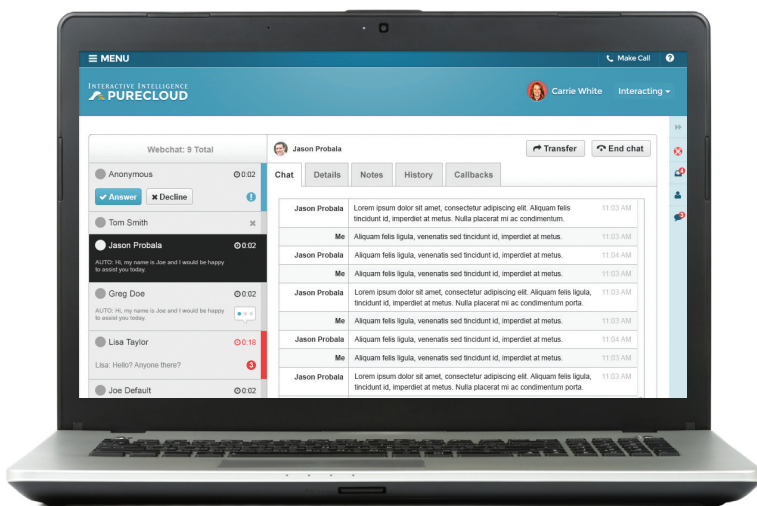 MENU
Make Call
?
INTERACTIVE INTELLIGENCE
PURECLOUD
Carrie White
Interacting
Webchat: 9 Total
Anonymous
0:02
Answer
Decline
!
Tom Smith
Jason Probala
0:02
AUTO: Hi, my name is Joe and I would be happy
to assist you today.
Greg Doe
0:02
AUTO: Hi, my name is Joe and I would be happy
to assist you today.
Lisa Taylor
0:18
Lisa: Hello? Anyone there?
3
Joe Default
0:02
Jason Probala
Transfer
End chat
Chat
Details
Notes
History
Callbacks
Jason Probala
Lorem ipsum dolor sit amet, consectetur adipiscing elit. Aliquam felis
11:03 AM
tincidunt id, imperdiet at metus. Nulla placerat mi ac condimentum.
Me
Aliquam felis ligula, venenatis sed tincidunt id, imperdiet at metus.
11:03 AM
Jason Probala
Aliquam felis ligula, venenatis sed tincidunt id, imperdiet at metus.
11:04 AM
Me
Aliquam felis ligula, venenatis sed tincidunt id, imperdiet at metus.
11:03 AM
Jason Probala
Lorem ipsum dolor sit amet, consectetur adipiscing elit. Aliquam felis ligula,
11:03 AM
tincidunt id, imperdiet at metus. Nulla placerat mi ac condimentum porta.
Me
Aliquam felis ligula, venenatis sed tincidunt id, imperdiet at metus.
11:03 AM
Jason Probala
Aliquam felis ligula, venenatis sed tincidunt id, imperdiet at metus.
11:04 AM
Me
Aliquam felis ligula, venenatis sed tincidunt id, imperdiet at metus.
11:03 AM
Jason Probala
Lorem ipsum dolor sit amet, consectetur adipiscing elit. Aliquam felis ligula,
11:03 AM
tincidunt id, imperdiet at metus. Nulla placerat mi ac condimentum porta.